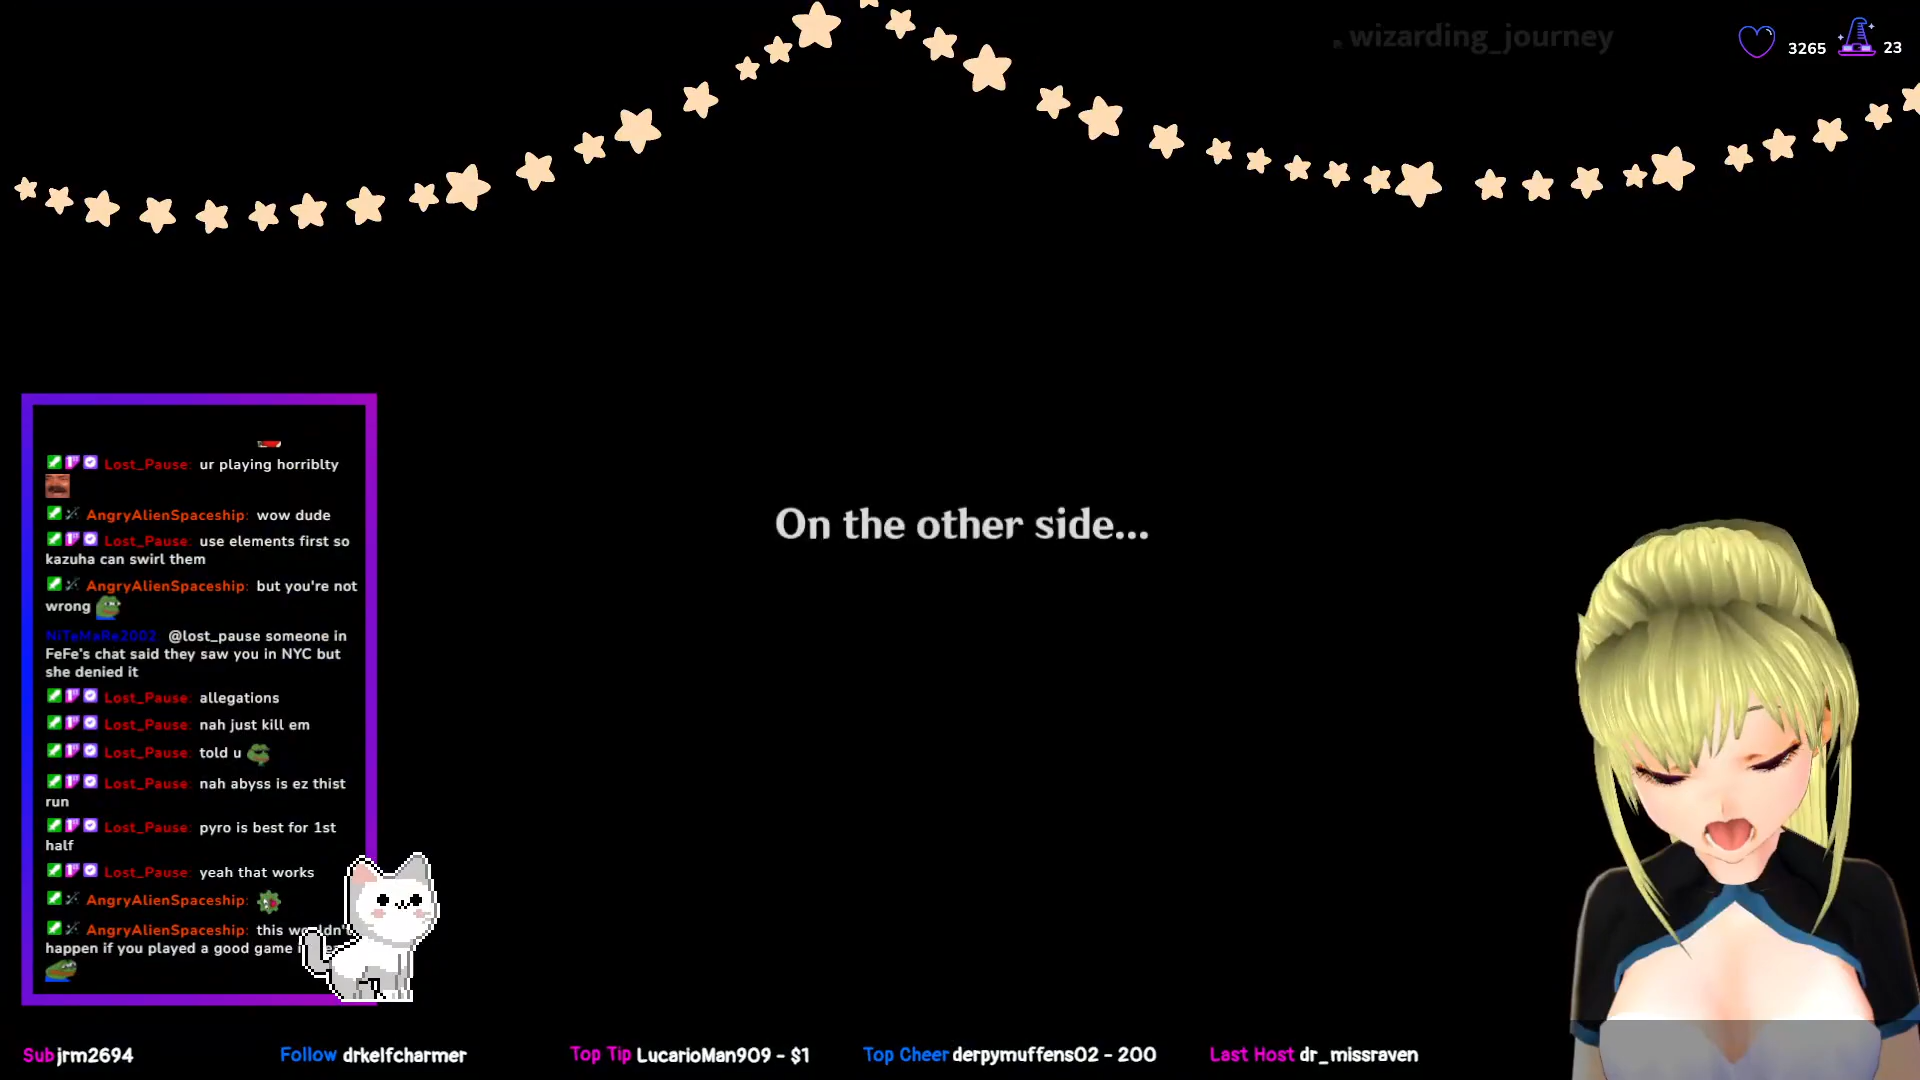 wizarding_journey
3265
23
Lost_Pause: ur playing horriblty
AngryAlienSpaceship: wow dude
Lost_Pause: use elements first so
kazuha can swirl them
AngryAlienSpaceship: but you're not
wrong
NiTeMaRe2002: @lost_pause someone in
FeFe's chat said they saw you in NYC but
she denied it
Lost_Pause: allegations
Lost_Pause: nah just kill em
Lost_Pause: told u
Lost_Pause: nah abyss is ez thist
run
Lost_Pause: pyro is best for 1st
half
Lost_Pause: yeah that works
AngryAlienSpaceship:
AngryAlienSpaceship: this
happen if you played a good game
On the other side...
Sub jrm2694
Follow drkelfcharmer
Top Tip LucarioMan909 - $1
Top Cheer derpymuffens02 - 200
Last Host dr_missraven